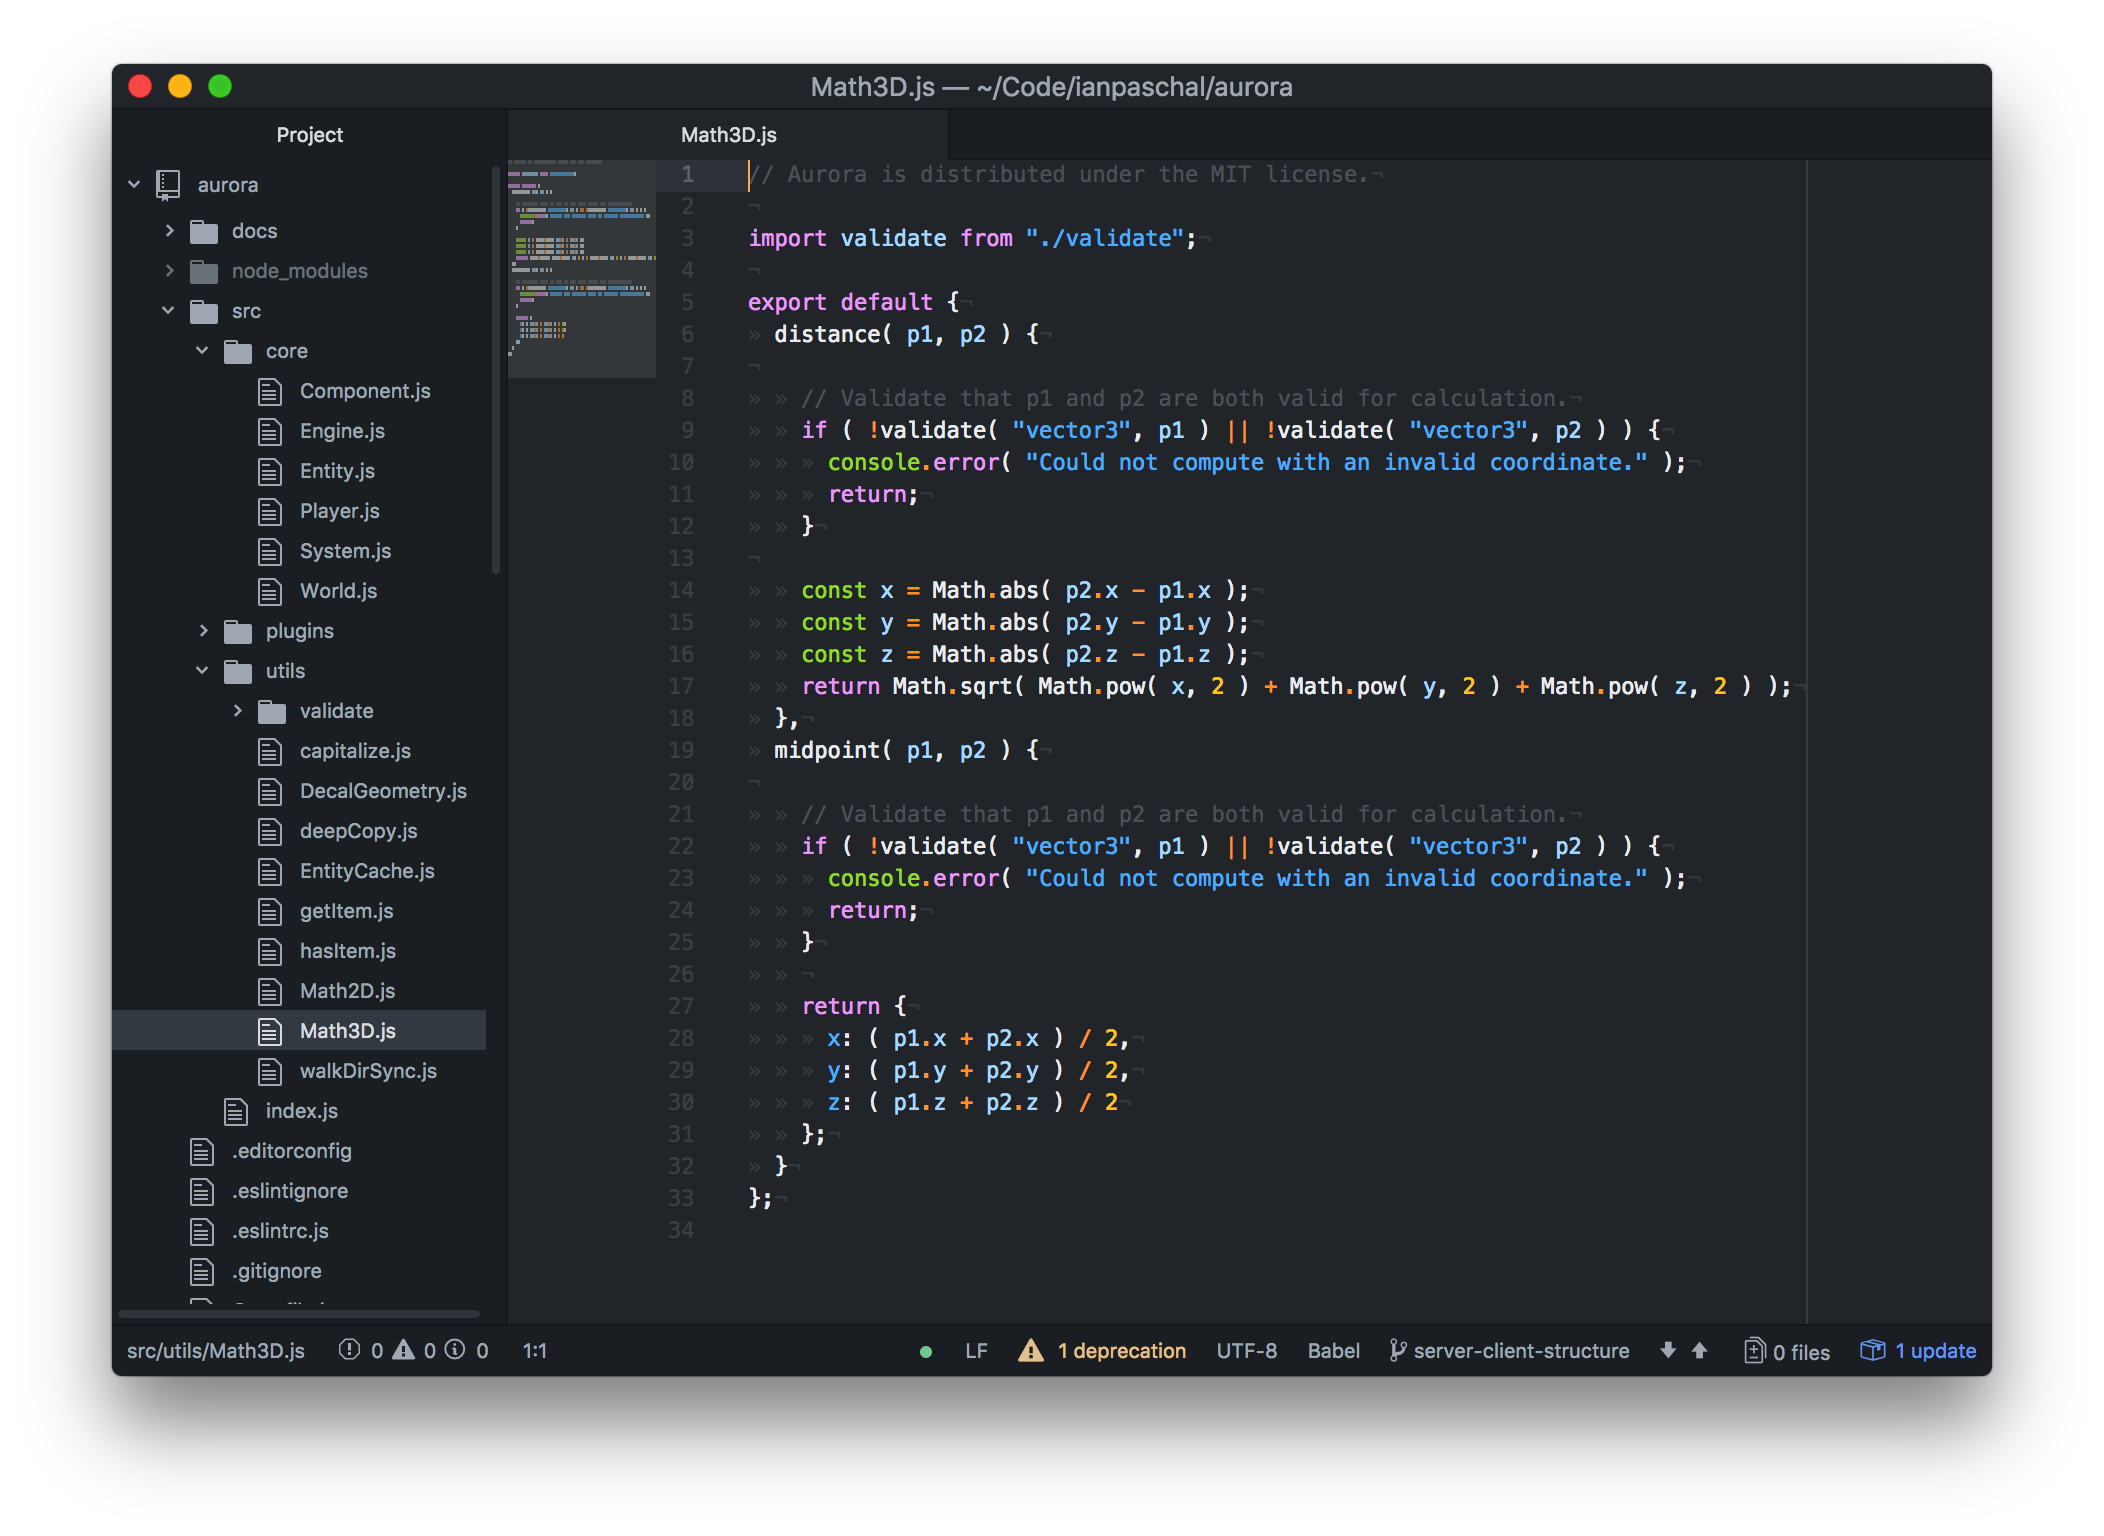 Math3D.js — ~/Code/ianpaschal/aurora
Project
aurora
docs
node_modules
src
core
Component.js
Engine.js
Entity.js
Player.js
System.js
World.js
plugins
utils
validate
capitalize.js
DecalGeometry.js
deepCopy.js
EntityCache.js
getItem.js
hasItem.js
Math2D.js
Math3D.js
walkDirSync.js
index.js
.editorconfig
.eslintignore
.eslintrc.js
.gitignore
Math3D.js
1 // Aurora is distributed under the MIT license.¬
2 ¬
3 import validate from "./validate";¬
4 ¬
5 export default {¬
6 » distance( p1, p2 ) {¬
7 ¬
8 » » // Validate that p1 and p2 are both valid for calculation.¬
9 » » if ( !validate( "vector3", p1 ) || !validate( "vector3", p2 ) ) {¬
10 » » » console.error( "Could not compute with an invalid coordinate." );¬
11 » » » return;¬
12 » » }¬
13 ¬
14 » » const x = Math.abs( p2.x - p1.x );¬
15 » » const y = Math.abs( p2.y - p1.y );¬
16 » » const z = Math.abs( p2.z - p1.z );¬
17 » » return Math.sqrt( Math.pow( x, 2 ) + Math.pow( y, 2 ) + Math.pow( z, 2 ) );¬
18 » },¬
19 » midpoint( p1, p2 ) {¬
20 ¬
21 » » // Validate that p1 and p2 are both valid for calculation.¬
22 » » if ( !validate( "vector3", p1 ) || !validate( "vector3", p2 ) ) {¬
23 » » » console.error( "Could not compute with an invalid coordinate." );¬
24 » » » return;¬
25 » » }¬
26 » » ¬
27 » » return {¬
28 » » » x: ( p1.x + p2.x ) / 2,¬
29 » » » y: ( p1.y + p2.y ) / 2,¬
30 » » » z: ( p1.z + p2.z ) / 2¬
31 » » };¬
32 » }¬
33 };¬
34
src/utils/Math3D.js 0 0 0 1:1 LF 1 deprecation UTF-8 Babel server-client-structure 0 files 1 update